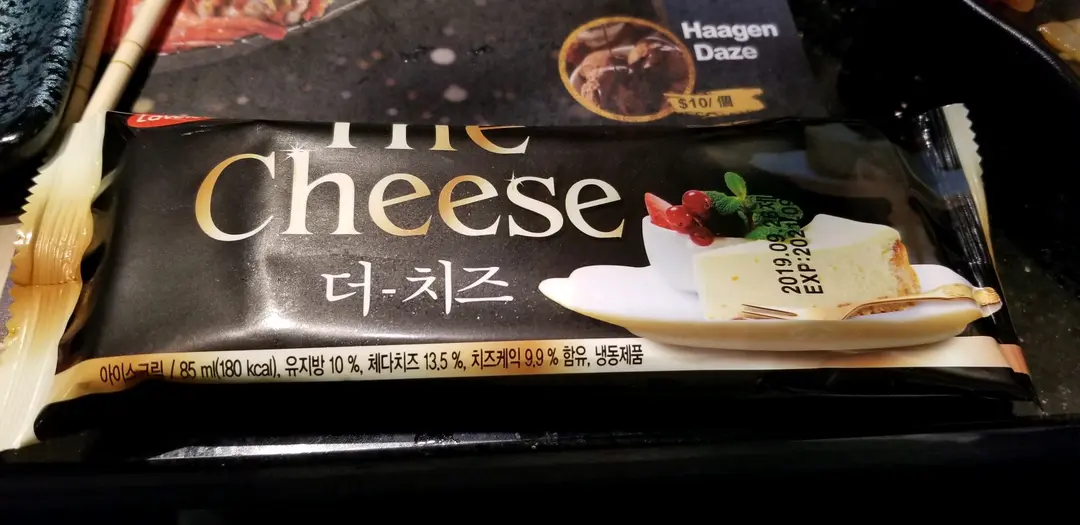 Haagen
Daze
$10/ 個
The
Cheese
더-치즈
2019.09.
EXP:202
아이스크림 / 85 ml(180 kcal), 유지방 10 %, 체다치즈 13.5 %, 치즈케익 9.9 % 함유, 냉동제품